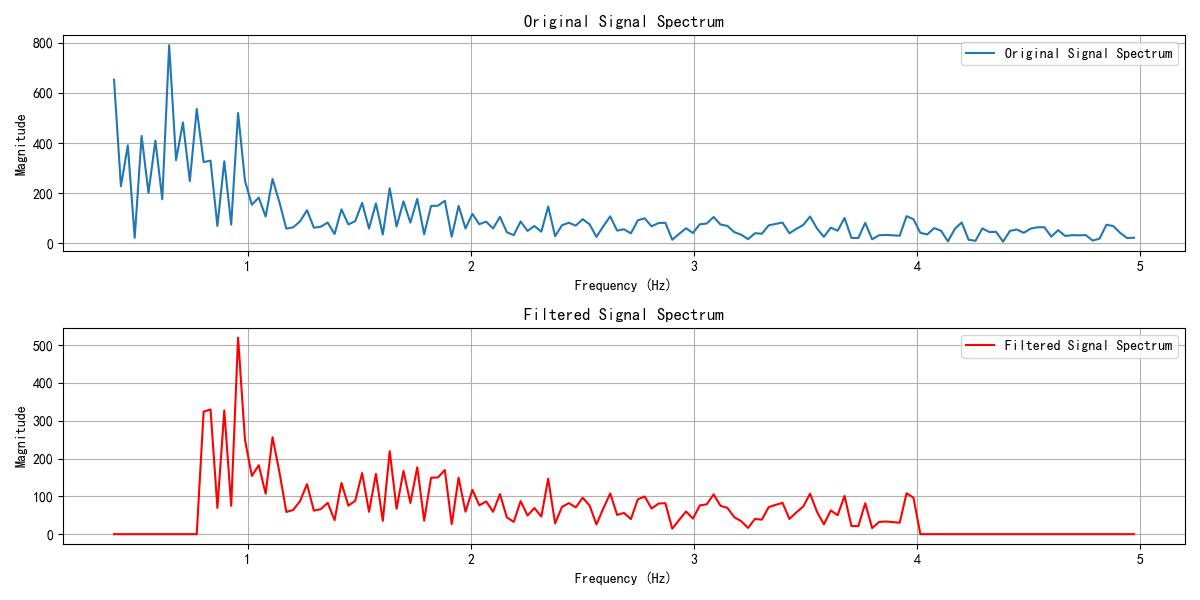 Original Signal Spectrum
Original Signal Spectrum
Magnitude
800
600
400
200
0
1 2 3 4 5
Frequency (Hz)
Filtered Signal Spectrum
Filtered Signal Spectrum
Magnitude
500
400
300
200
100
0
1 2 3 4 5
Frequency (Hz)